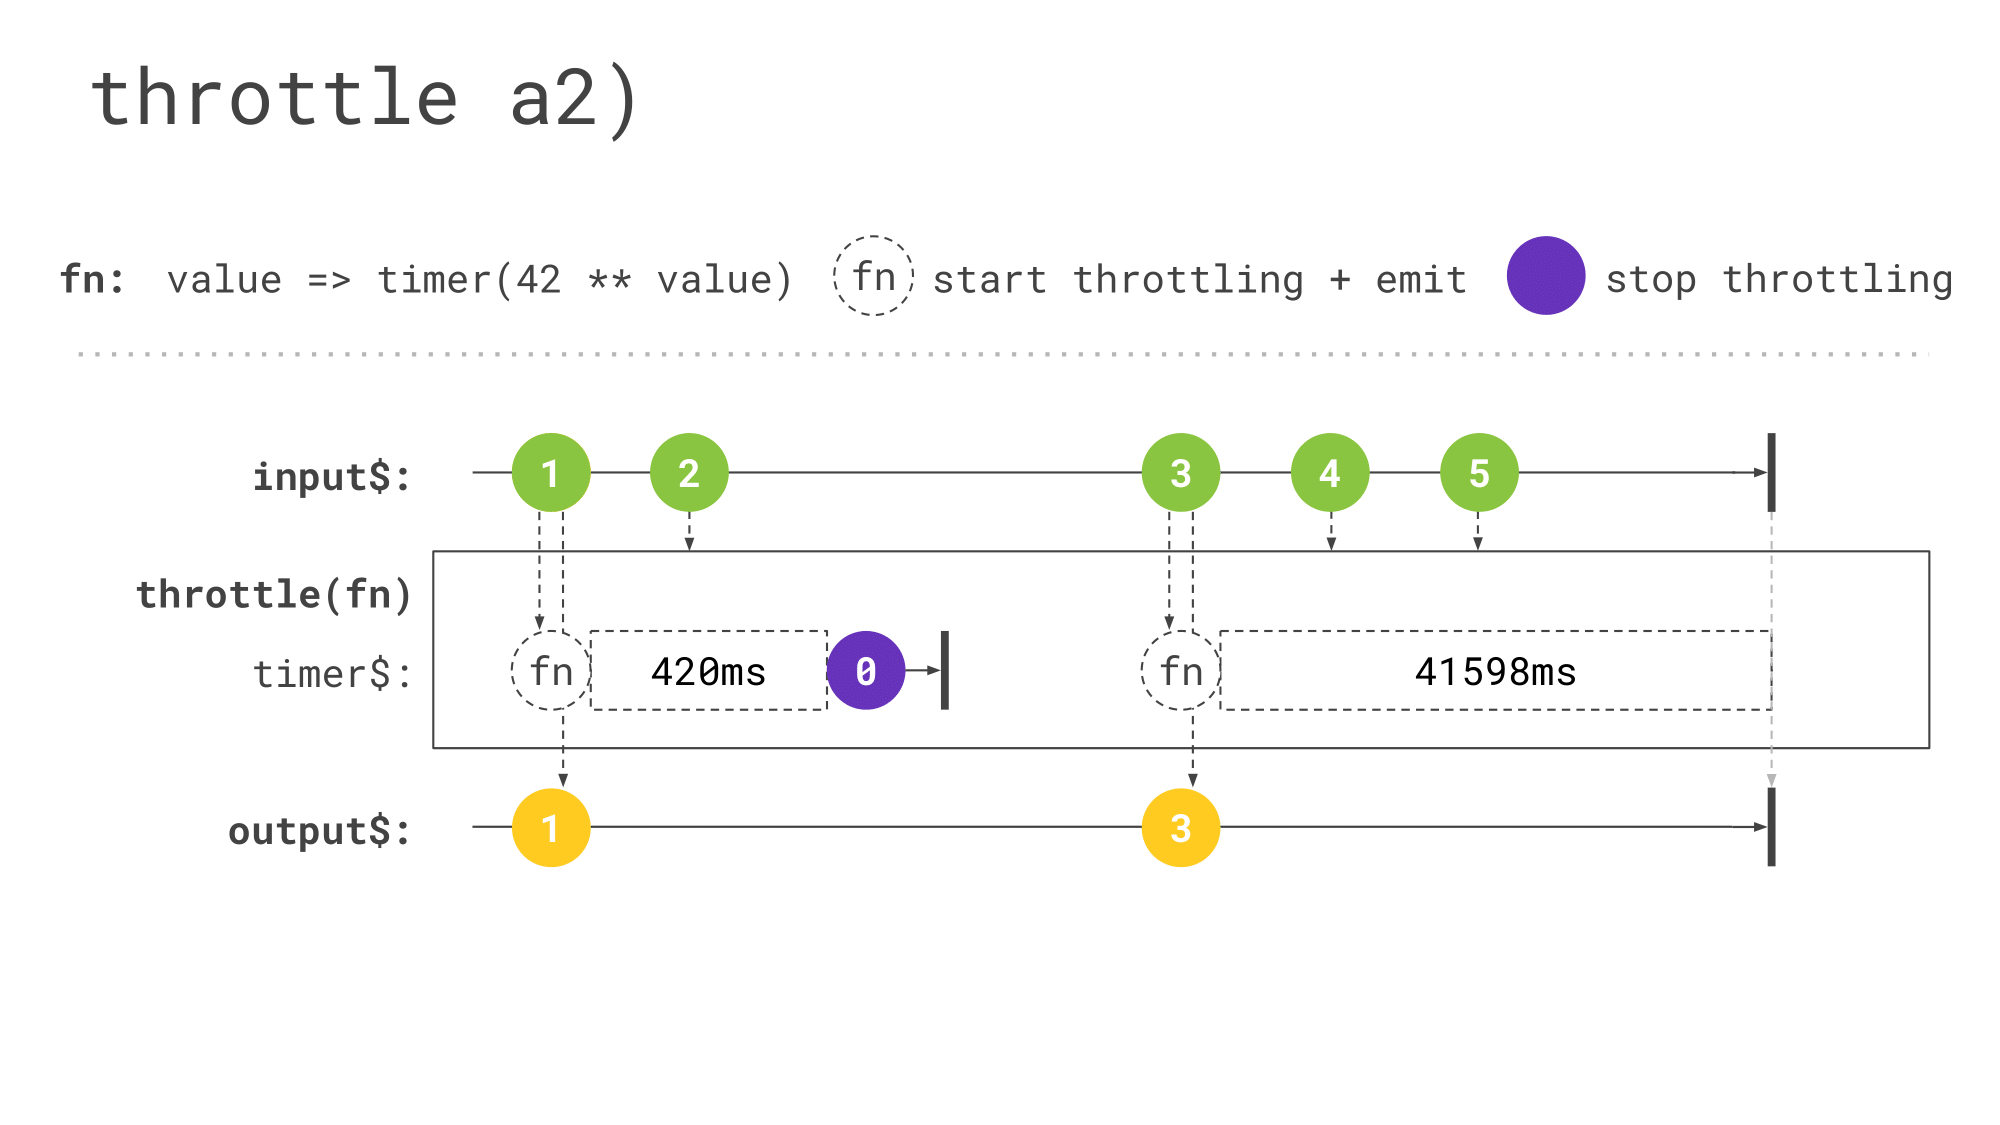 throttle a2)
fn: value => timer(42 ** value) fn start throttling + emit stop throttling
input$: 1 2 3 4 5
throttle(fn)
timer$: fn 420ms 0 fn 41598ms
output$: 1 3